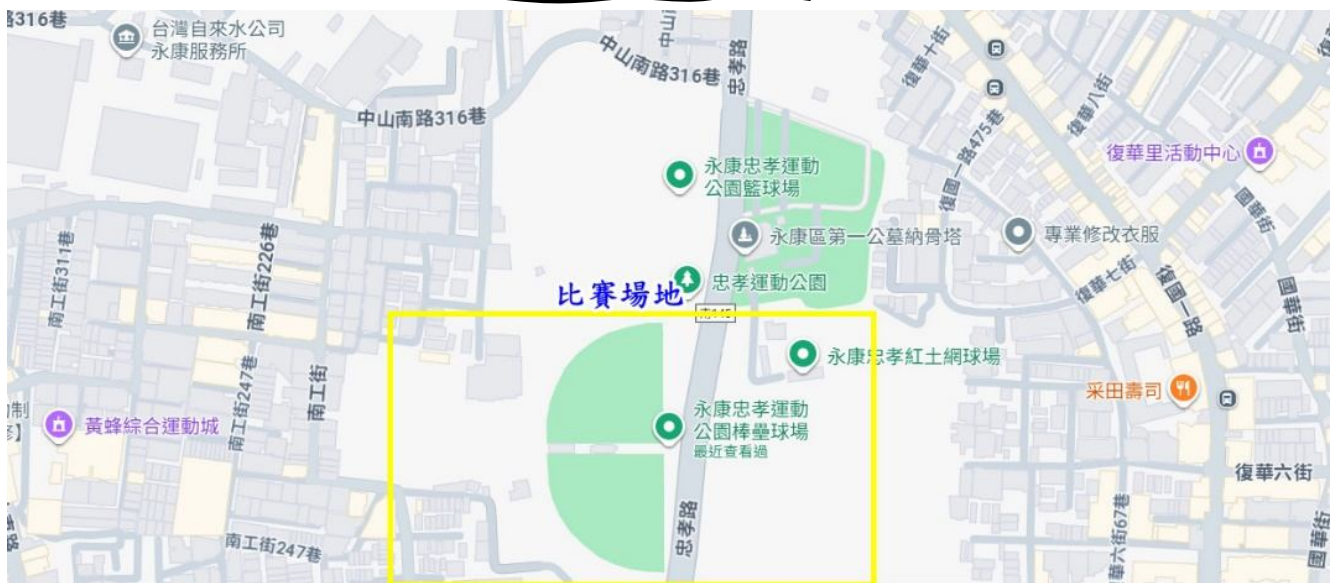 316巷
台灣自來水公司
永康服務所
中山南路316巷
中山南路316巷
忠孝路
復華十街
復華八街
復國一路475巷
復華里活動中心
國華街
永康忠孝運動
公園籃球場
永康區第一公墓納骨塔
專業修改衣服
南工街311巷
南工街226巷
比賽場地
忠孝運動公園
復華七街
復國一路
國華街
永康忠孝紅土網球場
采田壽司
南工街
南工街247巷
黃蜂綜合運動城
永康忠孝運動
公園棒壘球場
最近查看過
復華六街
忠孝路
南工街247巷
國華街